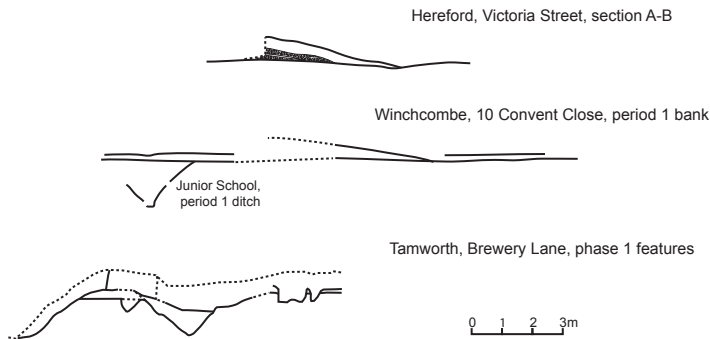 Hereford, Victoria Street, section A-B
Winchcombe, 10 Convent Close, period 1 bank
Junior School,
period 1 ditch
Tamworth, Brewery Lane, phase 1 features
0 1 2 3m